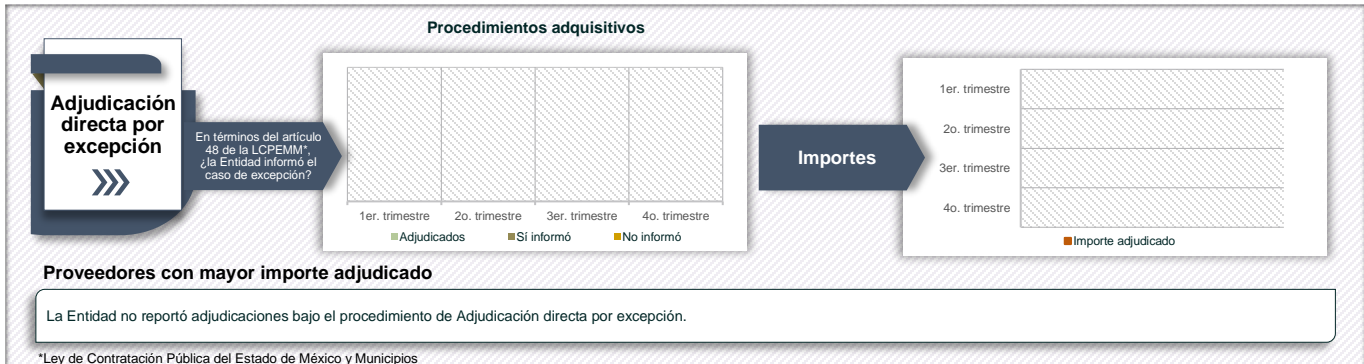 Procedimientos adquisitivos
Adjudicación
directa por
excepción
En términos del artículo
48 de la LCPEMM*,
¿la Entidad informó el
caso de excepción?
1er. trimestre 2o. trimestre 3er. trimestre 4o. trimestre
Adjudicados Sí informó No informó
Importes
1er. trimestre
2o. trimestre
3er. trimestre
4o. trimestre
Importe adjudicado
Proveedores con mayor importe adjudicado
La Entidad no reportó adjudicaciones bajo el procedimiento de Adjudicación directa por excepción.
*Ley de Contratación Pública del Estado de México y Municipios